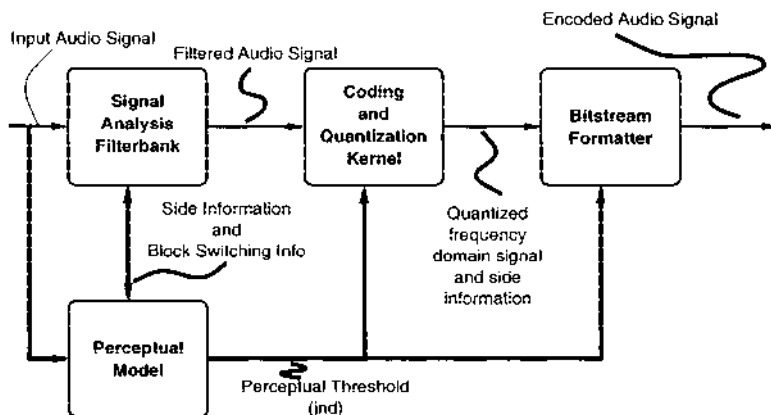 Input Audio Signal
Filtered Audio Signal
Encoded Audio Signal
Signal
Analysis
Filterbank
Coding
and
Quantization
Kernel
Bitstream
Formatter
Side Information
and
Block Switching Info
Quantized
frequency
domain signal
and side
information
Perceptual
Model
Perceptual Threshold
(jnd)